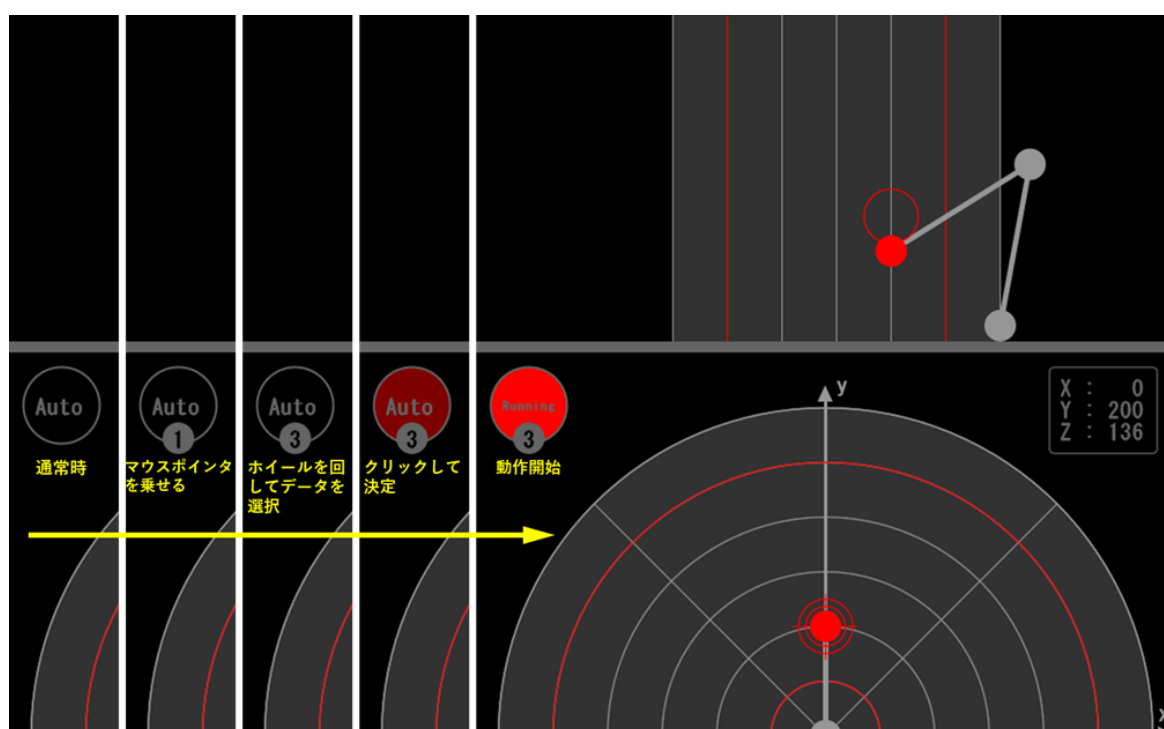 Auto
通常時
Auto
1
マウスポインタ
を乗せる
Auto
3
ホイールを回
してデータを
選択
Auto
3
クリックして
決定
Running
3
動作開始
y
X : 0
Y : 200
Z : 136
x